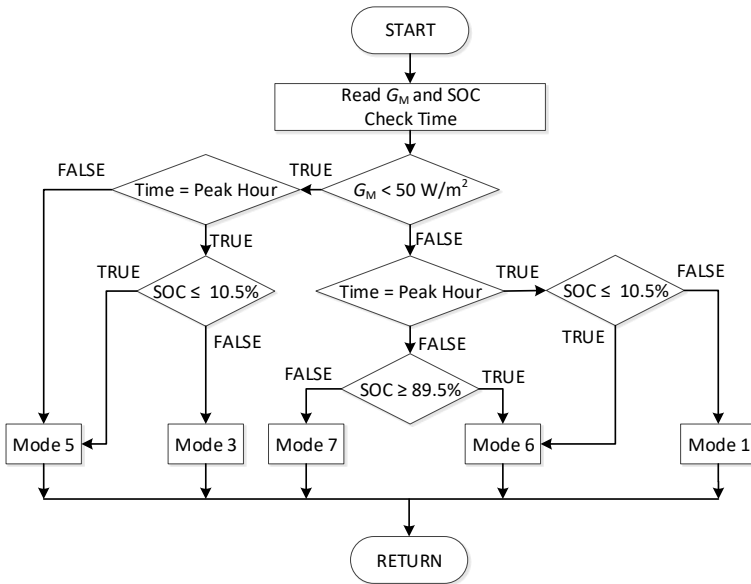 START
Read G_M and SOC
Check Time
FALSE
TRUE
Time = Peak Hour
G_M < 50 W/m²
TRUE
FALSE
TRUE
SOC ≤ 10.5%
Time = Peak Hour
TRUE
SOC ≤ 10.5%
FALSE
FALSE
FALSE
TRUE
FALSE
SOC ≥ 89.5%
TRUE
Mode 5
Mode 3
Mode 7
Mode 6
Mode 1
RETURN